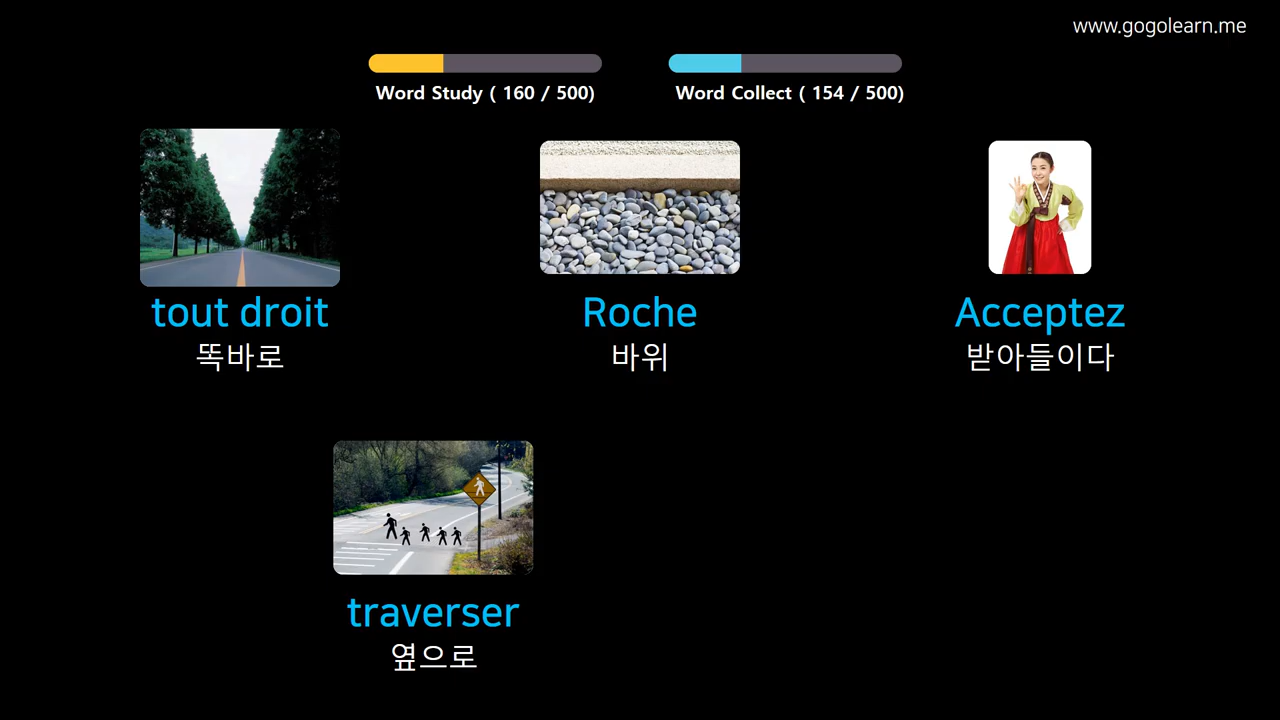 www.gogolearn.me
Word Study ( 160 / 500)
Word Collect ( 154 / 500)
tout droit
똑바로
Roche
바위
Acceptez
받아들이다
traverser
옆으로